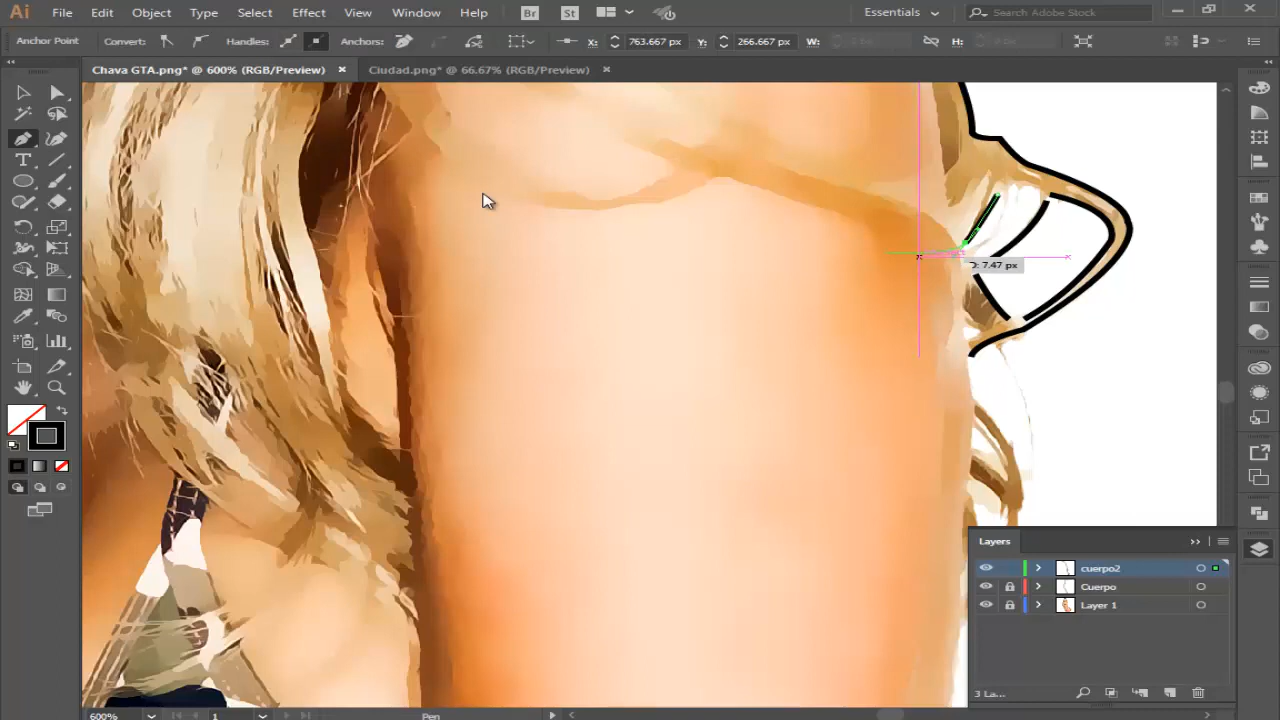 Ai File Edit Object Type Select Effect View Window Help Br St Essentials Search Adobe Stock
Anchor Point Convert: Handles: Anchors: X: 763.667 px Y: 266.667 px W: H:
Chava GTA.png* @ 600% (RGB/Preview) × Ciudad.png* @ 66.67% (RGB/Preview) ×
D: 7.47 px
Layers
cuerpo2
Cuerpo
Layer 1
3 La...
600% 1 Pen